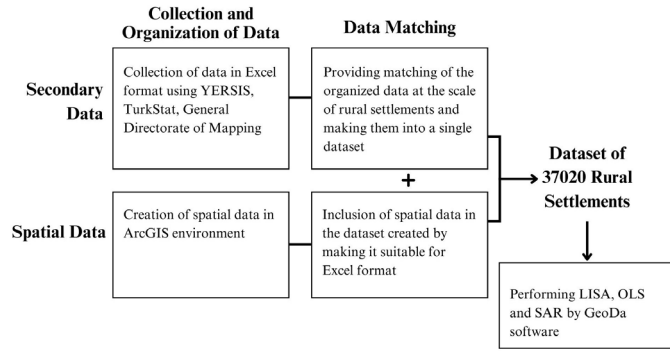 Collection and
Organization of Data
Data Matching
Secondary
Data
Collection of data in Excel
format using YERSIS,
TurkStat, General
Directorate of Mapping
Providing matching of the
organized data at the scale
of rural settlements and
making them into a single
dataset
+
Spatial Data
Creation of spatial data in
ArcGIS environment
Inclusion of spatial data in
the dataset created by
making it suitable for
Excel format
Dataset of
37020 Rural
Settlements
Performing LISA, OLS
and SAR by GeoDa
software